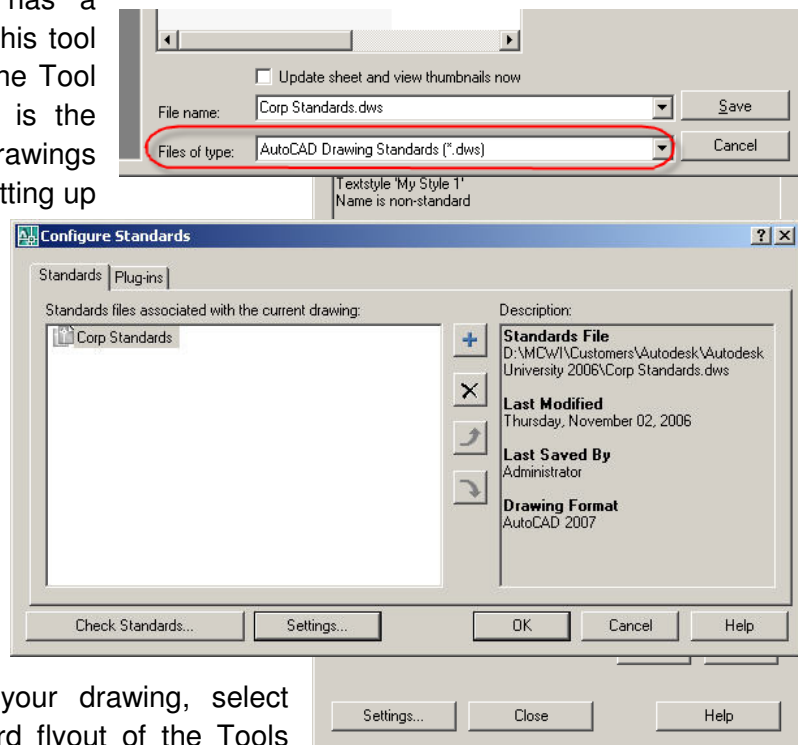 has a
his tool
he Tool
is the
rawings
tting up
Update sheet and view thumbnails now
File name: Corp Standards.dws Save
Files of type: AutoCAD Drawing Standards (*.dws) Cancel
Textstyle 'My Style 1'
Name is non-standard
Configure Standards
Standards Plug-ins
Standards files associated with the current drawing:
Corp Standards
Description:
Standards File
D:\MCWI\Customers\Autodesk\Autodesk
University 2006\Corp Standards.dws
Last Modified
Thursday, November 02, 2006
Last Saved By
Administrator
Drawing Format
AutoCAD 2007
Check Standards... Settings... OK Cancel Help
your drawing, select
rd flyout of the Tools
Settings... Close Help